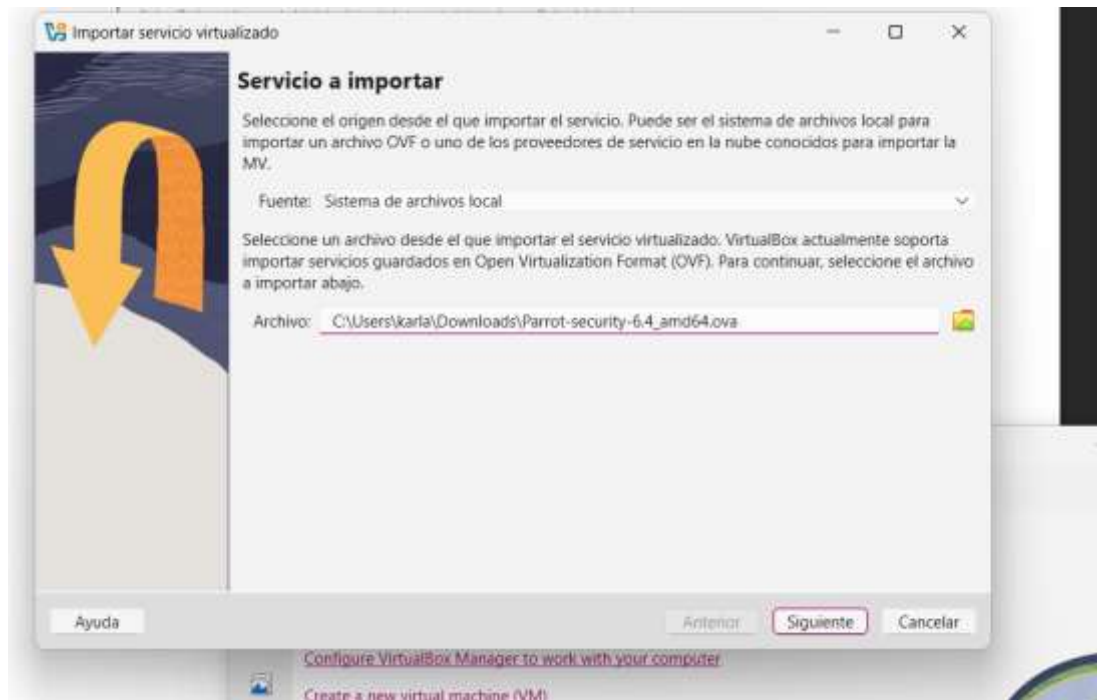 Importar servicio virtualizado
Servicio a importar
Seleccione el origen desde el que importar el servicio. Puede ser el sistema de archivos local para
importar un archivo OVF o uno de los proveedores de servicio en la nube conocidos para importar la
MV.
Fuente: Sistema de archivos local
Seleccione un archivo desde el que importar el servicio virtualizado. VirtualBox actualmente soporta
importar servicios guardados en Open Virtualization Format (OVF). Para continuar, seleccione el archivo
a importar abajo.
Archivo: C:\Users\karla\Downloads\Parrot-security-6.4_amd64.ova
Ayuda
Anterior
Siguiente
Cancelar
Configure VirtualBox Manager to work with your computer
Create a new virtual machine (VM)